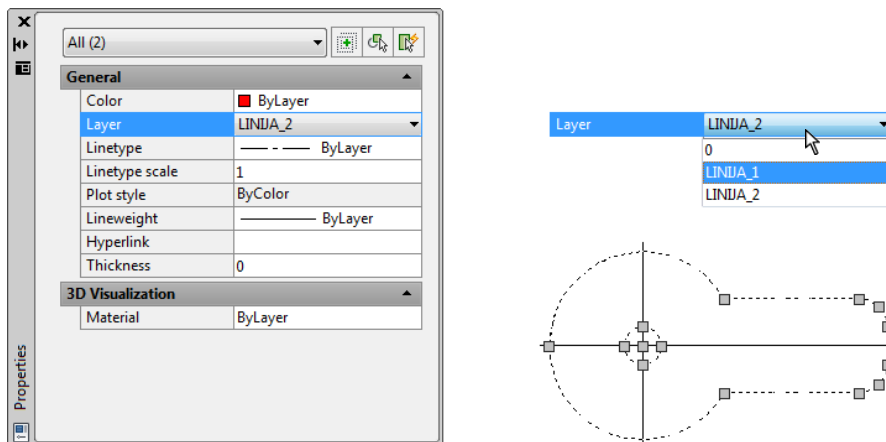 All (2)
General
Color ByLayer
Layer LINIJA_2
Linetype ByLayer
Linetype scale 1
Plot style ByColor
Lineweight ByLayer
Hyperlink
Thickness 0
3D Visualization
Material ByLayer
Properties
Layer LINIJA_2
0
LINIJA_1
LINIJA_2